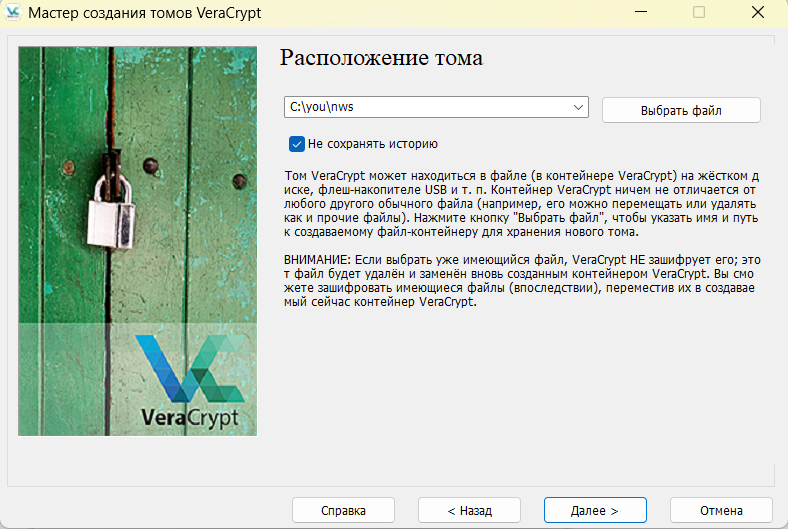 Мастер создания томов VeraCrypt
Расположение тома
C:\you\nws
Выбрать файл
Не сохранять историю
Том VeraCrypt может находиться в файле (в контейнере VeraCrypt) на жёстком д
иске, флеш-накопителе USB и т. п. Контейнер VeraCrypt ничем не отличается от
любого другого обычного файла (например, его можно перемещать или удалять
как и прочие файлы). Нажмите кнопку "Выбрать файл", чтобы указать имя и путь
к создаваемому файл-контейнеру для хранения нового тома.
ВНИМАНИЕ: Если выбрать уже имеющийся файл, VeraCrypt НЕ зашифрует его; это
т файл будет удалён и заменён вновь созданным контейнером VeraCrypt. Вы смо
жете зашифровать имеющиеся файлы (впоследствии), переместив их в создавае
мый сейчас контейнер VeraCrypt.
VeraCrypt
Справка
< Назад
Далее >
Отмена